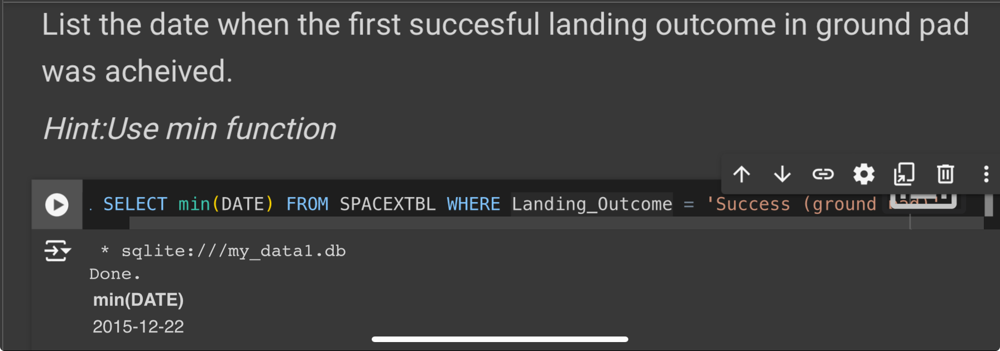 List the date when the first succesful landing outcome in ground pad
was acheived.
Hint:Use min function
SELECT min(DATE) FROM SPACEXTBL WHERE Landing_Outcome = 'Success (ground pad)'
* sqlite:///my_data1.db
Done.
min(DATE)
2015-12-22